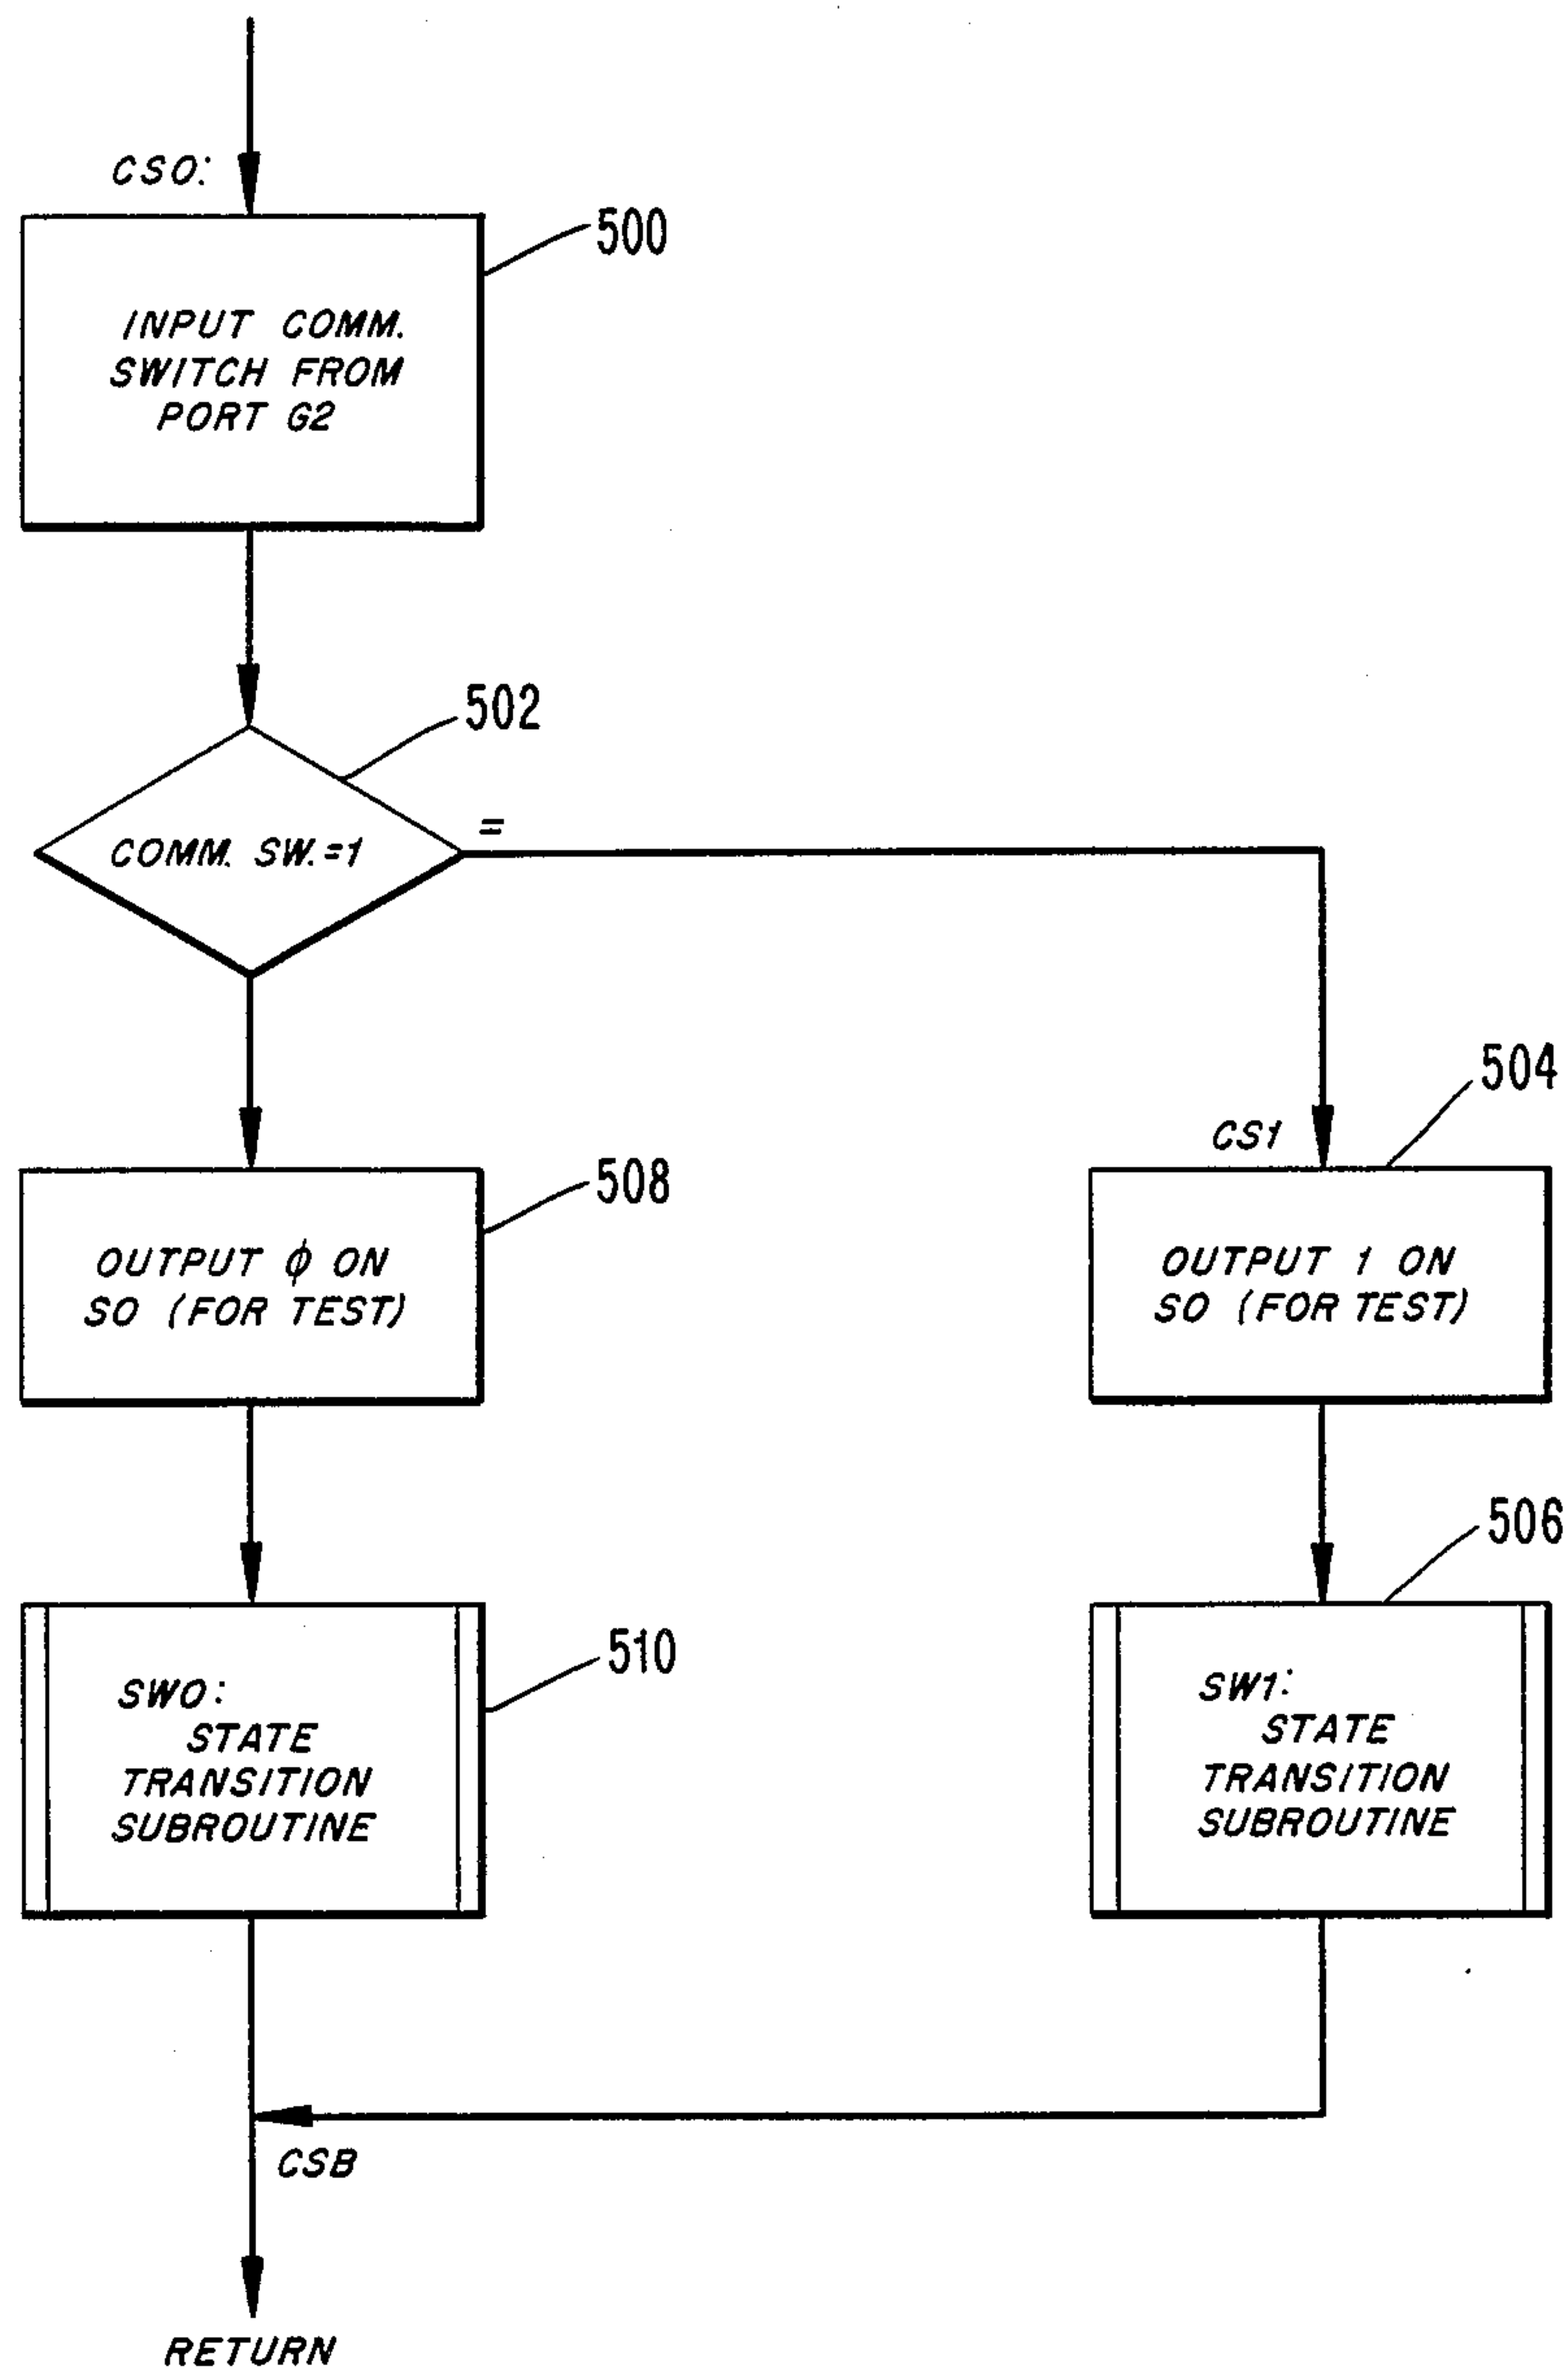 CSO:
500
INPUT COMM.
SWITCH FROM
PORT G2
502
COMM. SW.=1
=
504
CS1
508
OUTPUT ϕ ON
SO (FOR TEST)
OUTPUT 1 ON
SO (FOR TEST)
506
510
SWO:
STATE
TRANSITION
SUBROUTINE
SW1:
STATE
TRANSITION
SUBROUTINE
CSB
RETURN